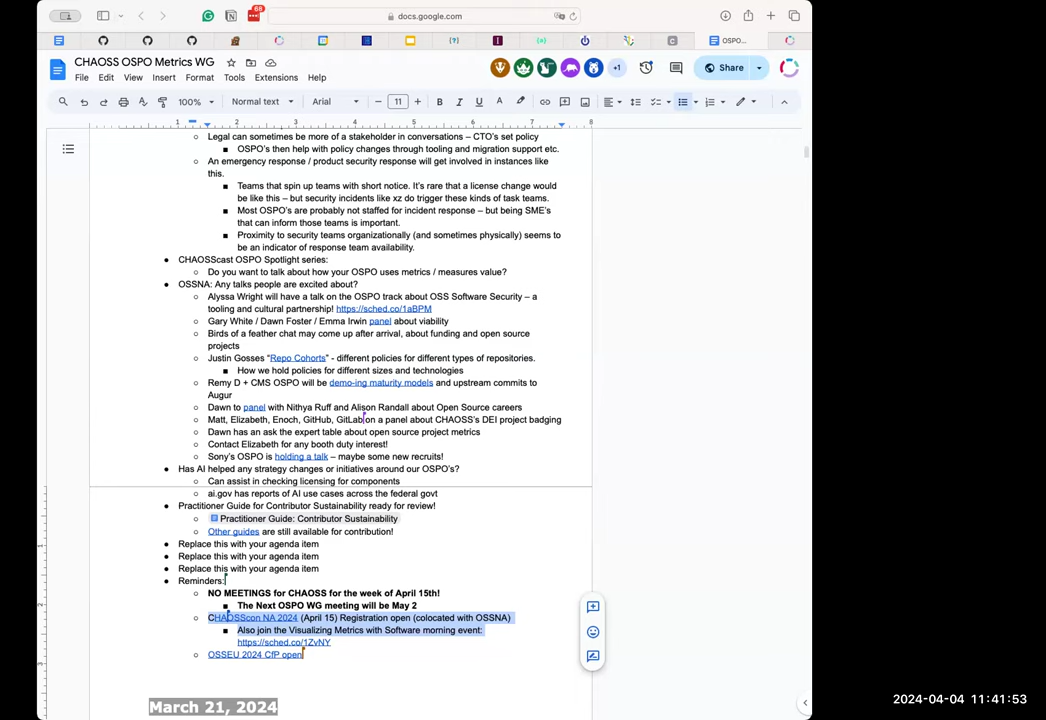 68
docs.google.com
OSPO...
CHAOSS OSPO Metrics WG
+1
Share
File Edit View Insert Format Tools Extensions Help
100% Normal text Arial 11 B I U A
1 2 3 4 5 6 7 8
Legal can sometimes be more of a stakeholder in conversations – CTO's set policy
OSPO's then help with policy changes through tooling and migration support etc.
An emergency response / product security response will get involved in instances like
this.
Teams that spin up teams with short notice. It's rare that a license change would
be like this – but security incidents like xz do trigger these kinds of task teams.
Most OSPO's are probably not staffed for incident response – but being SME's
that can inform those teams is important.
Proximity to security teams organizationally (and sometimes physically) seems to
be an indicator of response team availability.
CHAOSScast OSPO Spotlight series:
Do you want to talk about how your OSPO uses metrics / measures value?
OSSNA: Any talks people are excited about?
Alyssa Wright will have a talk on the OSPO track about OSS Software Security – a
tooling and cultural partnership! https://sched.co/1aBPM
Gary White / Dawn Foster / Emma Irwin panel about viability
Birds of a feather chat may come up after arrival, about funding and open source
projects
Justin Gosses "Repo Cohorts" - different policies for different types of repositories.
How we hold policies for different sizes and technologies
Remy D + CMS OSPO will be demo-ing maturity models and upstream commits to
Augur
Dawn to panel with Nithya Ruff and Alison Randall about Open Source careers
Matt, Elizabeth, Enoch, GitHub, GitLab on a panel about CHAOSS's DEI project badging
Dawn has an ask the expert table about open source project metrics
Contact Elizabeth for any booth duty interest!
Sony's OSPO is holding a talk – maybe some new recruits!
Has AI helped any strategy changes or initiatives around our OSPO's?
Can assist in checking licensing for components
ai.gov has reports of AI use cases across the federal govt
Practitioner Guide for Contributor Sustainability ready for review!
Practitioner Guide: Contributor Sustainability
Other guides are still available for contribution!
Replace this with your agenda item
Replace this with your agenda item
Replace this with your agenda item
Reminders:
NO MEETINGS for CHAOSS for the week of April 15th!
The Next OSPO WG meeting will be May 2
CHAOSScon NA 2024 (April 15) Registration open (colocated with OSSNA)
Also join the Visualizing Metrics with Software morning event:
https://sched.co/1ZvNY
OSSEU 2024 CfP open
March 21, 2024
2024-04-04 11:41:53